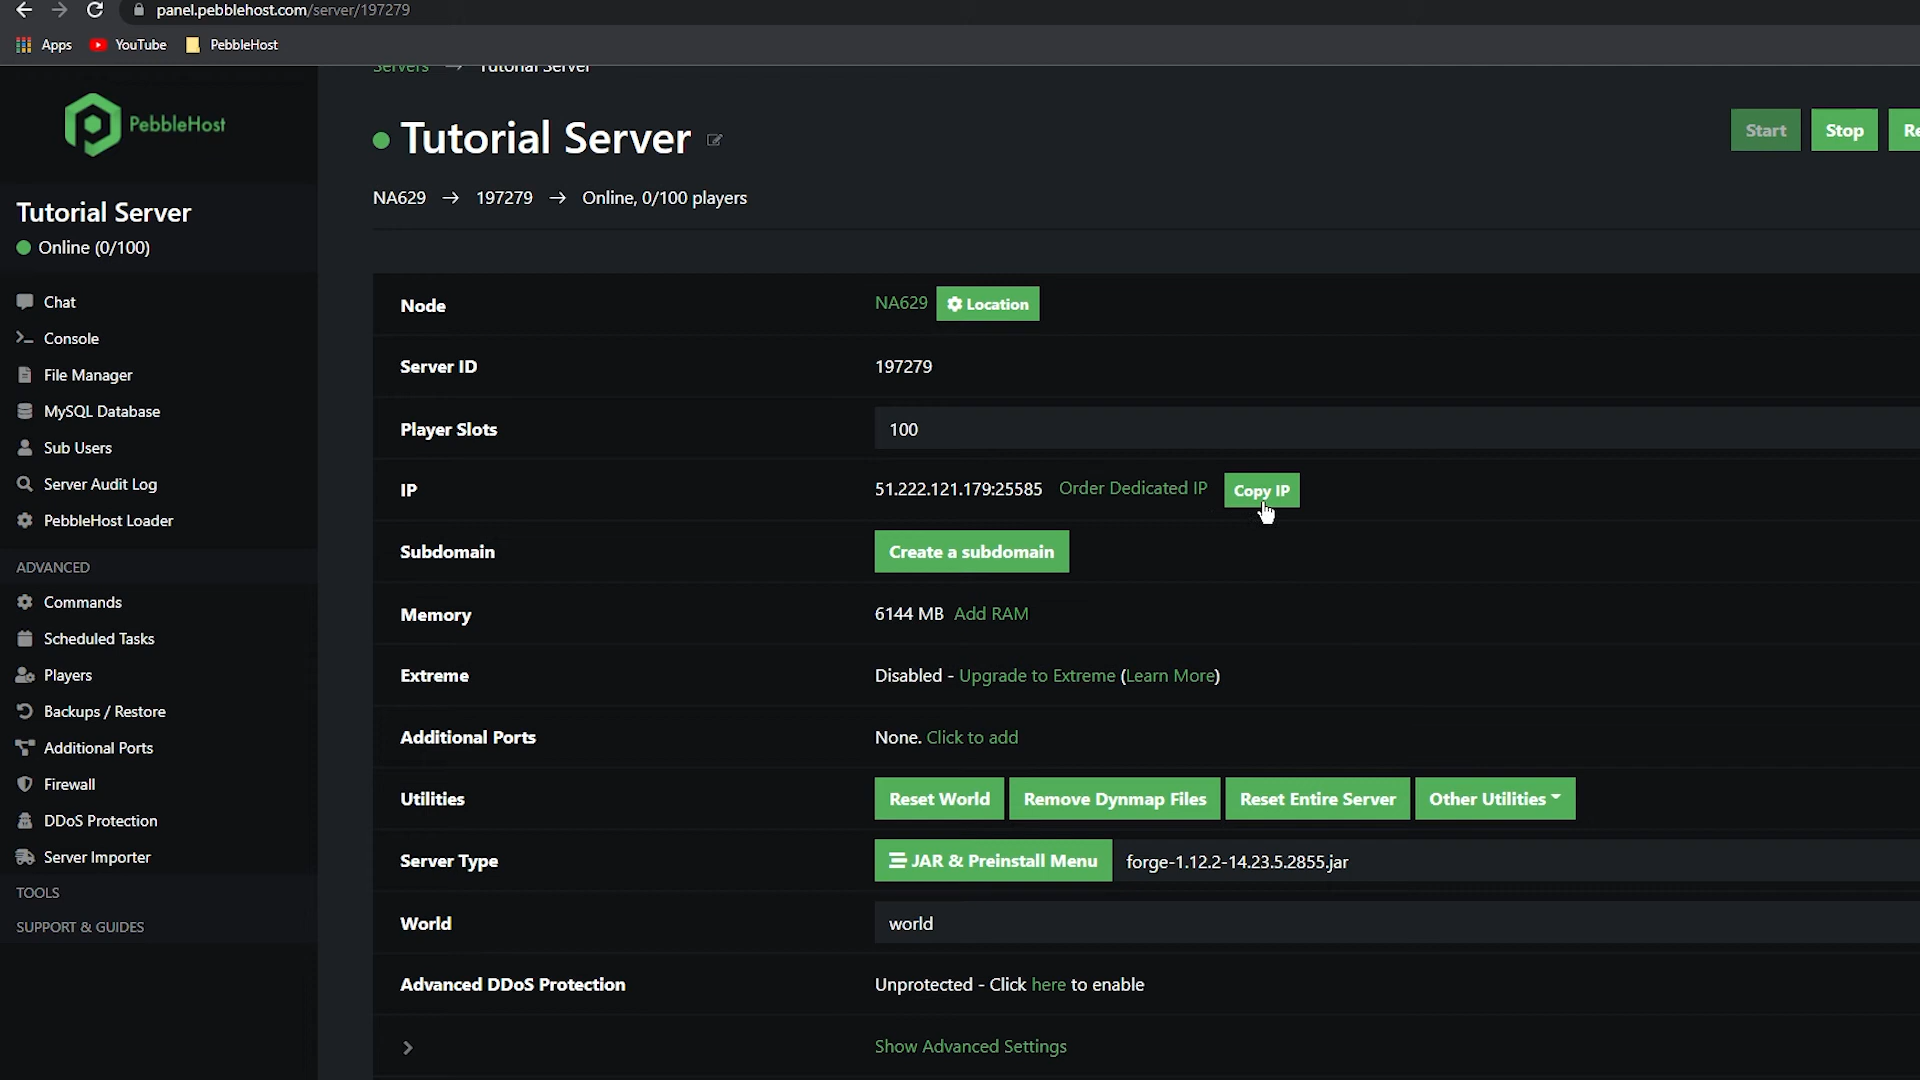 panel.pebblehost.com/server/197279
Apps YouTube PebbleHost
Servers → Tutorial Server
PebbleHost
Tutorial Server
Online (0/100)
Chat
Console
File Manager
MySQL Database
Sub Users
Server Audit Log
PebbleHost Loader
ADVANCED
Commands
Scheduled Tasks
Players
Backups / Restore
Additional Ports
Firewall
DDoS Protection
Server Importer
TOOLS
SUPPORT & GUIDES
Tutorial Server
Start Stop Re
NA629 → 197279 → Online, 0/100 players
Node NA629 Location
Server ID 197279
Player Slots 100
IP 51.222.121.179:25585 Order Dedicated IP Copy IP
Subdomain Create a subdomain
Memory 6144 MB Add RAM
Extreme Disabled - Upgrade to Extreme (Learn More)
Additional Ports None. Click to add
Utilities Reset World Remove Dynmap Files Reset Entire Server Other Utilities
Server Type JAR & Preinstall Menu forge-1.12.2-14.23.5.2855.jar
World world
Advanced DDoS Protection Unprotected - Click here to enable
Show Advanced Settings